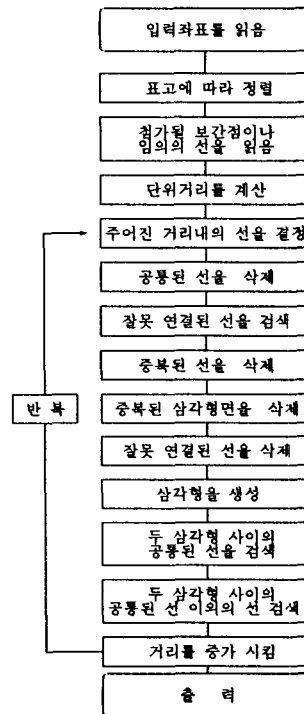 입력좌표를 읽음
표고에 따라 정렬
첨가될 보간점이나
임의의 선을 읽음
단위거리를 계산
주어진 거리내의 선을 결정
공통된 선을 삭제
잘못 연결된 선을 검색
중복된 선을 삭제
반 복
중복된 삼각형면을 삭제
잘못 연결된 선을 삭제
삼각형을 생성
두 삼각형 사이의
공통된 선을 검색
두 삼각형 사이의
공통된 선 이외의 선 검색
거리를 증가 시킴
출 력